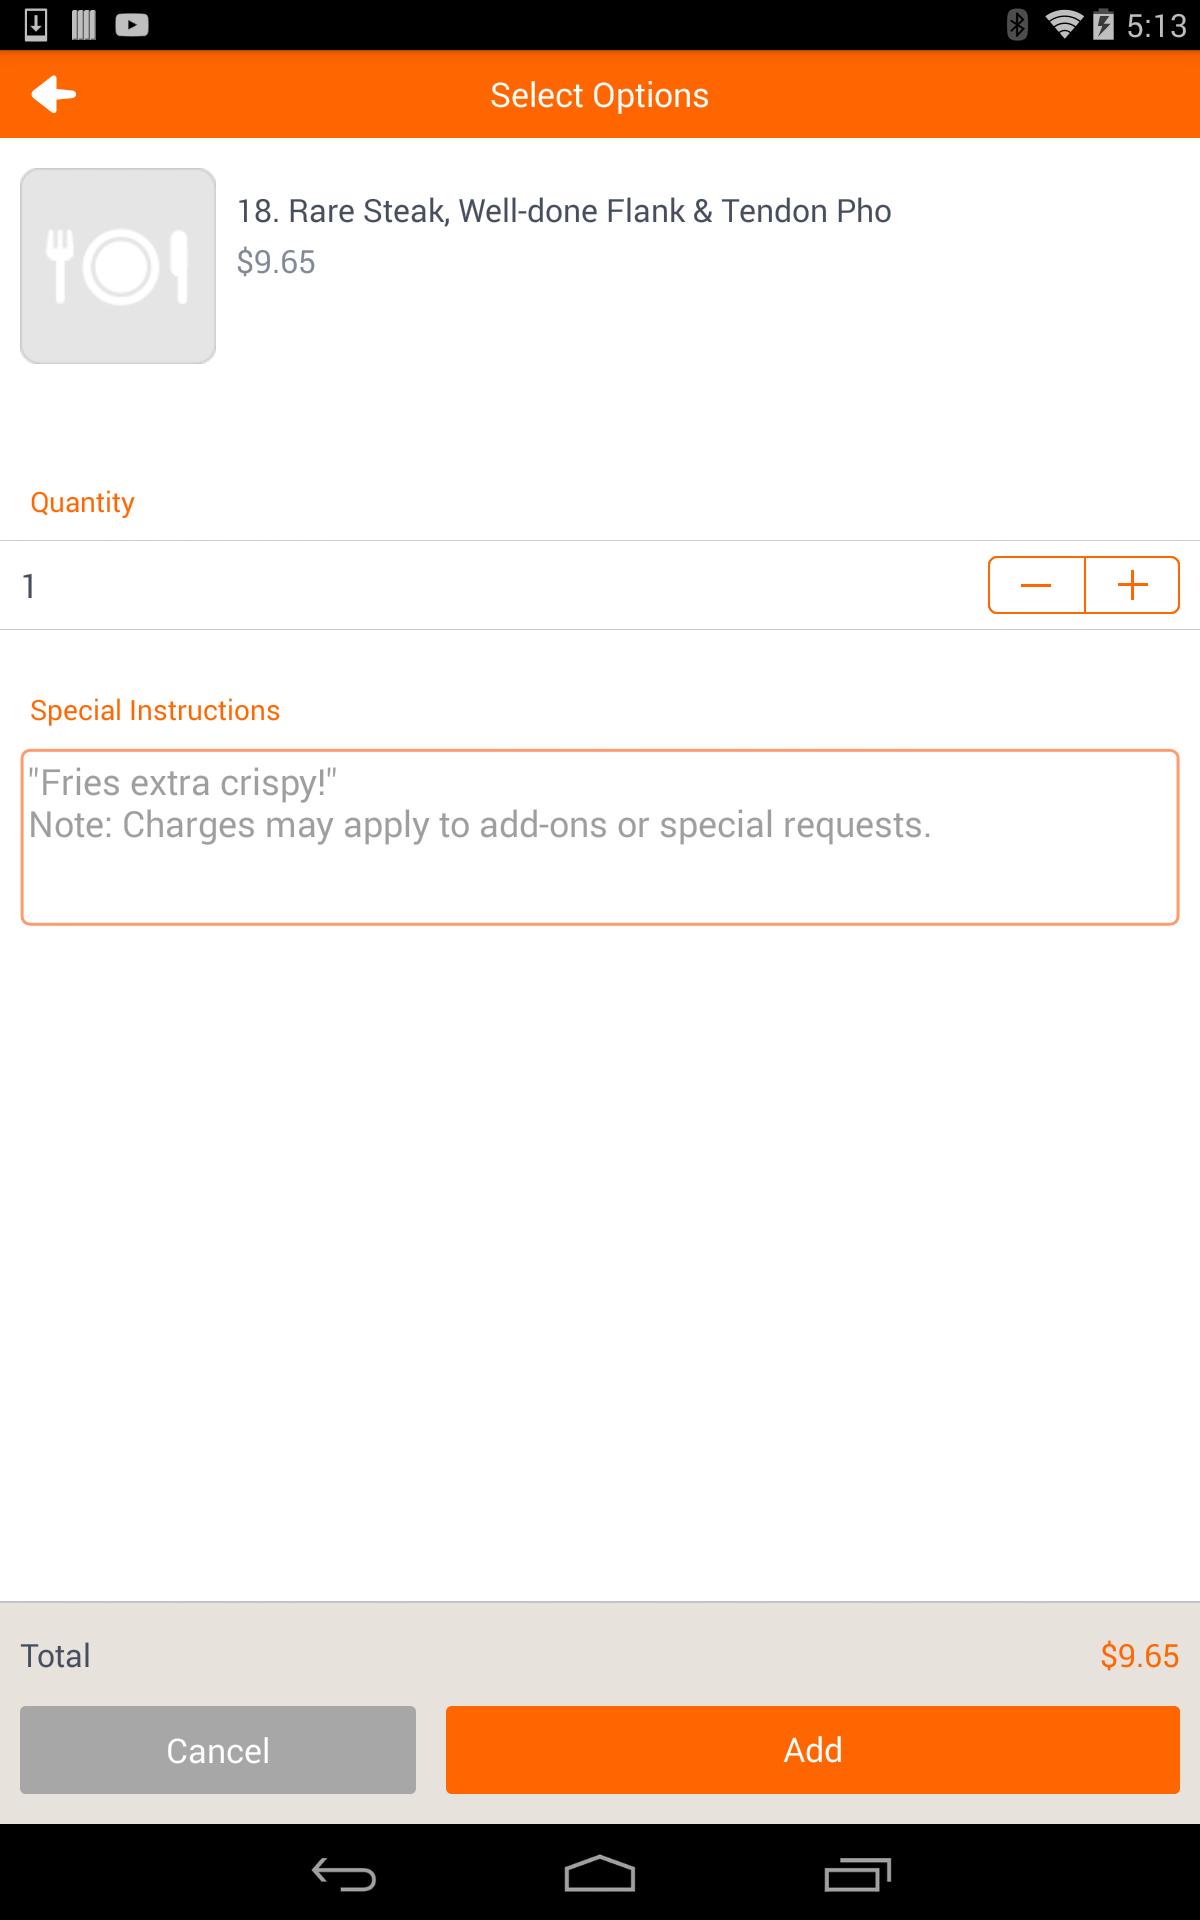 5:13
Select Options
18. Rare Steak, Well-done Flank & Tendon Pho
$9.65
Quantity
1
Special Instructions
"Fries extra crispy!"
Note: Charges may apply to add-ons or special requests.
Total $9.65
Cancel Add